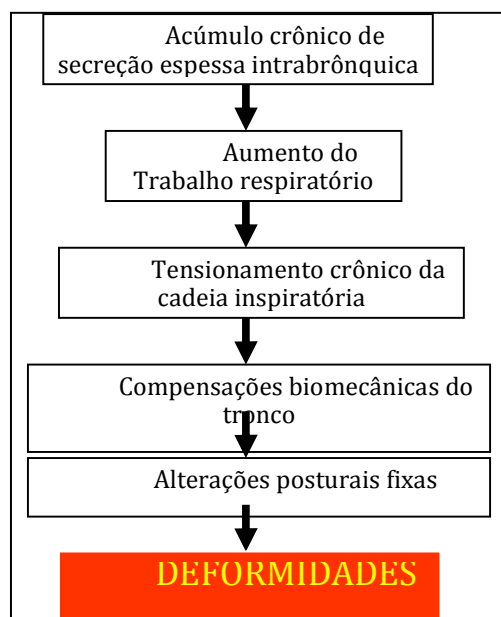 Acúmulo crônico de
secreção espessa intrabrônquica
Aumento do
Trabalho respiratório
Tensionamento crônico da
cadeia inspiratória
Compensações biomecânicas do
tronco
Alterações posturais fixas
DEFORMIDADES